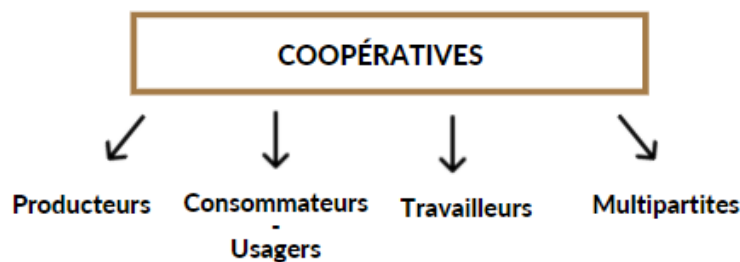 COOPÉRATIVES
Producteurs
Consommateurs
-
Usagers
Travailleurs
Multipartites